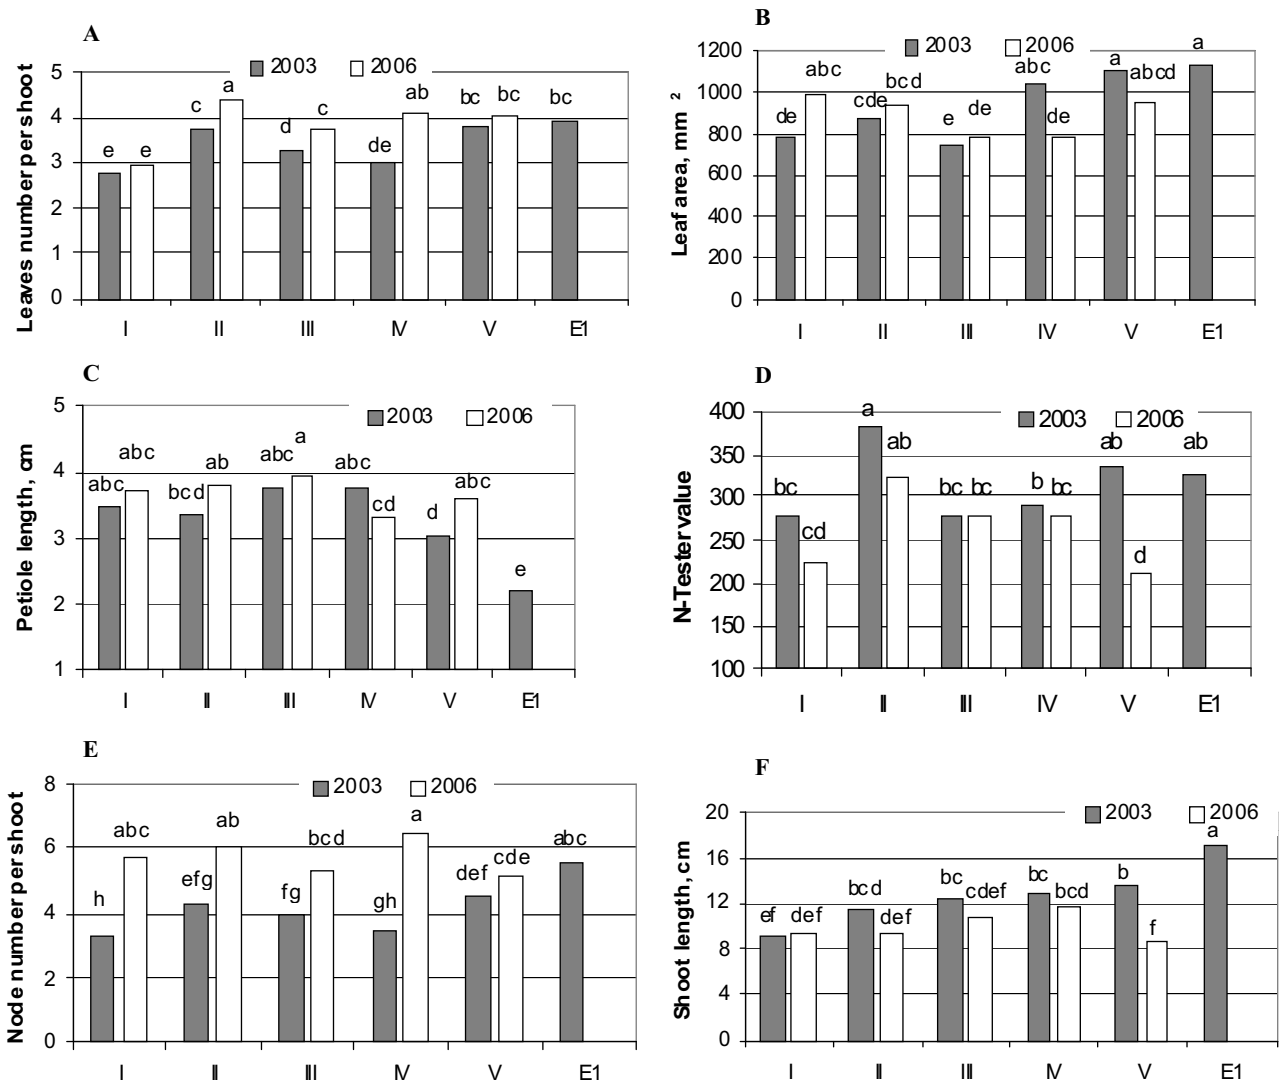 A
2003 2006
Leaves number per shoot
5
4
3
2
1
0
e e c a d c de ab bc bc bc
I II III IV V E1
B
2003 2006
Leaf area, mm 2
1200
1000
800
600
400
200
0
de abc cde bcd e de abc de a abcd a
I II III IV V E1
C
2003 2006
Petiole length, cm
5
4
3
2
1
abc abc bcd ab abc a abc cd d abc e
I II III IV V E1
D
2003 2006
N-Tester value
400
350
300
250
200
150
100
bc cd a ab bc bc b bc ab d ab
I II III IV V E1
E
2003 2006
Node number per shoot
8
6
4
2
0
h abc efg ab fg bcd gh a def cde abc
I II III IV V E1
F
2003 2006
Shoot length, cm
20
16
12
8
4
0
ef def bcd def bc cdef bc bcd b f a
I II III IV V E1